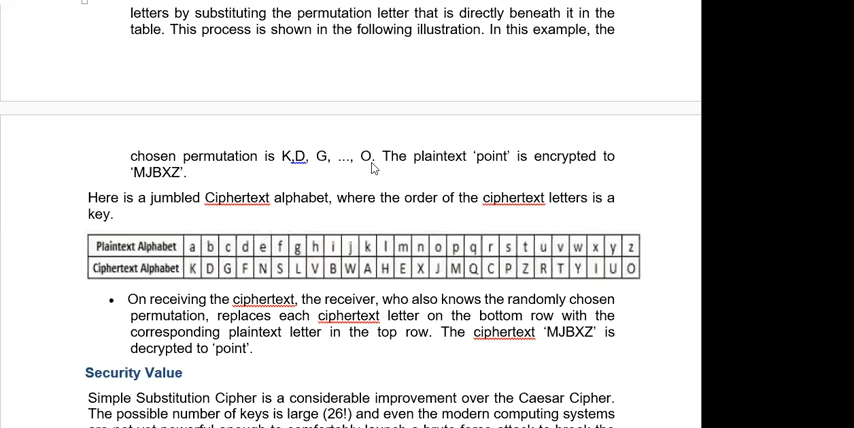 letters by substituting the permutation letter that is directly beneath it in the
table. This process is shown in the following illustration. In this example, the
chosen permutation is K,D, G, ..., O. The plaintext ‘point’ is encrypted to
‘MJBXZ’.
Here is a jumbled Ciphertext alphabet, where the order of the ciphertext letters is a
key.
Plaintext Alphabet a b c d e f g h i j k l m n o p q r s t u v w x y z
Ciphertext Alphabet K D G F N S L V B W A H E X J M Q C P Z R T Y I U O
• On receiving the ciphertext, the receiver, who also knows the randomly chosen
permutation, replaces each ciphertext letter on the bottom row with the
corresponding plaintext letter in the top row. The ciphertext ‘MJBXZ’ is
decrypted to ‘point’.
Security Value
Simple Substitution Cipher is a considerable improvement over the Caesar Cipher.
The possible number of keys is large (26!) and even the modern computing systems